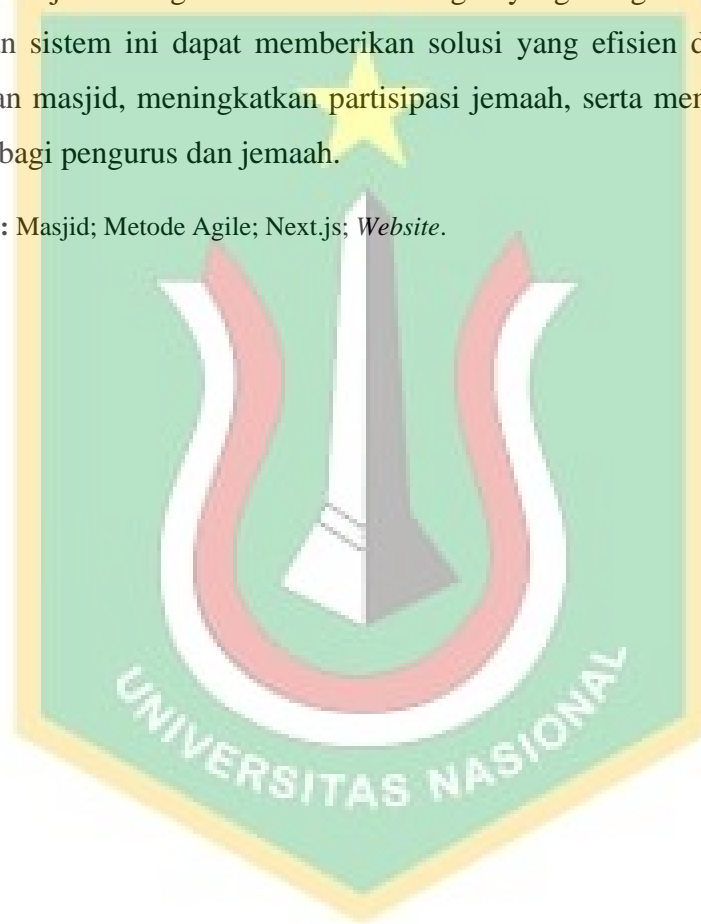 n sistem ini dapat memberikan solusi yang efisien d
an masjid, meningkatkan partisipasi jemaah, serta mer
bagi pengurus dan jemaah.
: Masjid; Metode Agile; Next.js; Website.
UNIVERSITAS NASIONAL